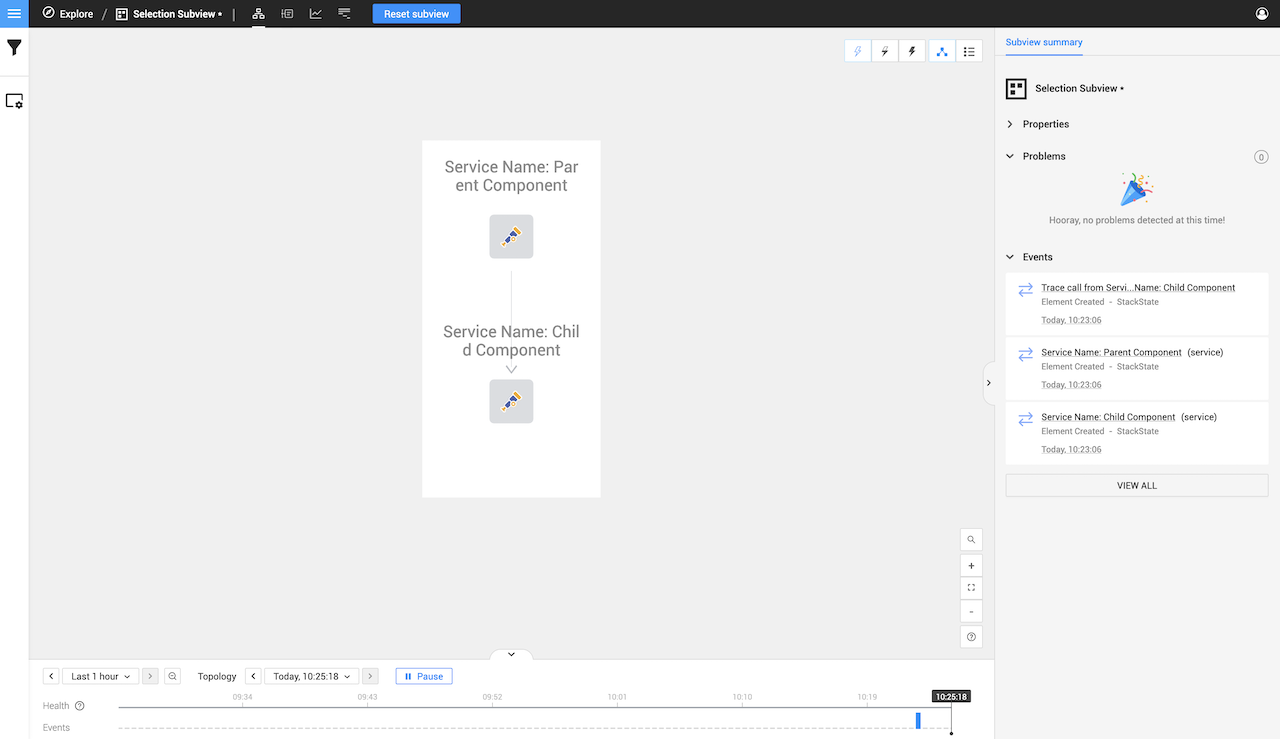 Explore / Selection Subview • |
Reset subview
Service Name: Par
ent Component
Service Name: Chil
d Component
Subview summary
Selection Subview •
Properties
Problems
0
Hooray, no problems detected at this time!
Events
Trace call from Servi...Name: Child Component
Element Created - StackState
Today, 10:23:06
Service Name: Parent Component (service)
Element Created - StackState
Today, 10:23:06
Service Name: Child Component (service)
Element Created - StackState
Today, 10:23:06
VIEW ALL
+
-
Last 1 hour
Topology
Today, 10:25:18
Pause
09:34 09:43 09:52 10:01 10:10 10:19 10:25:18
Health ?
Events